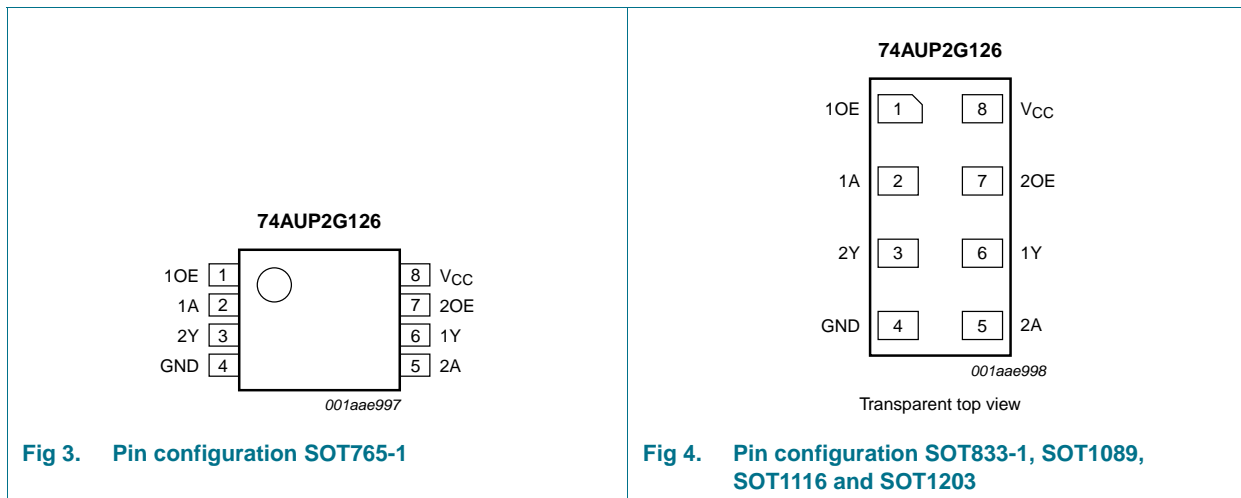 74AUP2G126
1OE 1 8 VCC
1A 2 7 2OE
2Y 3 6 1Y
GND 4 5 2A
001aae997
Fig 3. Pin configuration SOT765-1
74AUP2G126
1OE 1 8 VCC
1A 2 7 2OE
2Y 3 6 1Y
GND 4 5 2A
001aae998
Transparent top view
Fig 4. Pin configuration SOT833-1, SOT1089,
SOT1116 and SOT1203